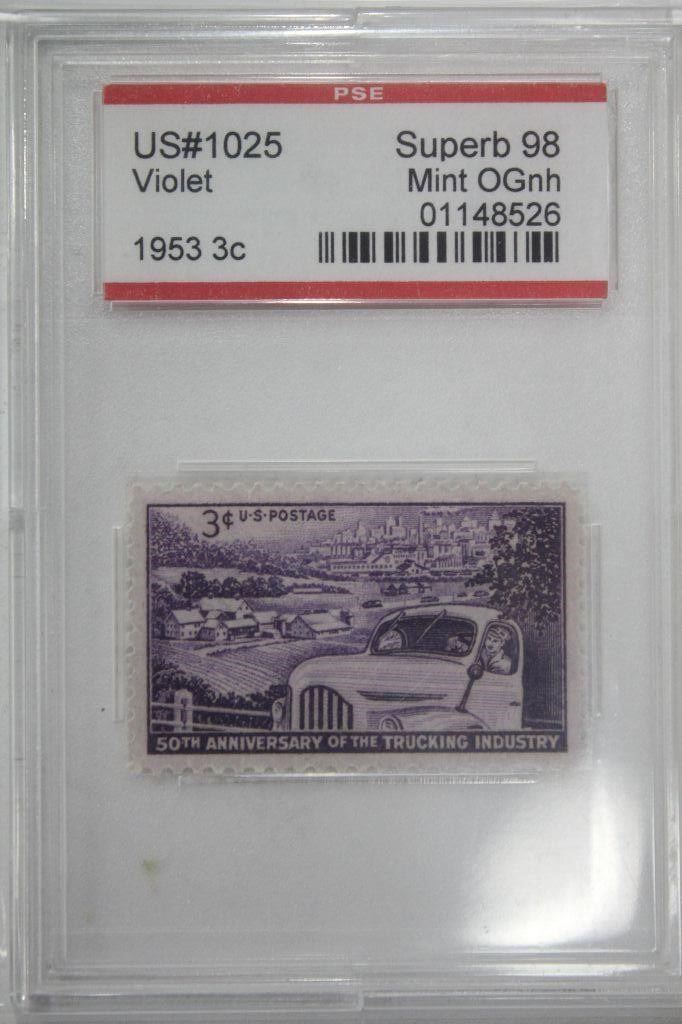 PSE
US#1025 Superb 98
Violet Mint OGnh
01148526
1953 3c
3¢ U·S·POSTAGE
50TH ANNIVERSARY OF THE TRUCKING INDUSTRY